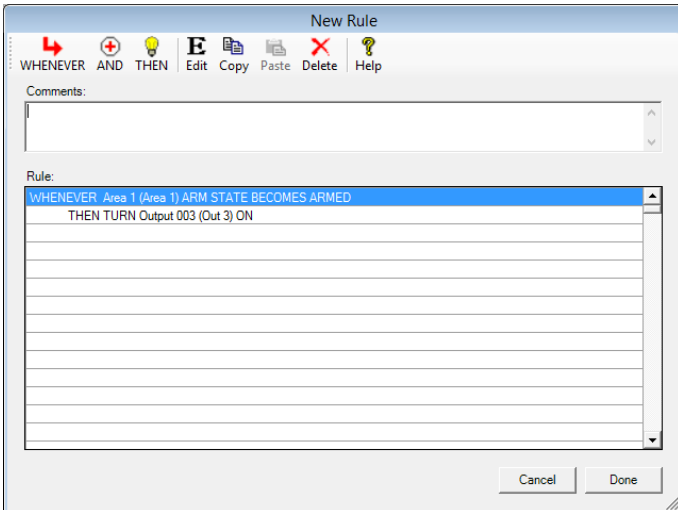 New Rule
WHENEVER AND THEN Edit Copy Paste Delete Help
Comments:
Rule:
WHENEVER Area 1 (Area 1) ARM STATE BECOMES ARMED
THEN TURN Output 003 (Out 3) ON
Cancel Done